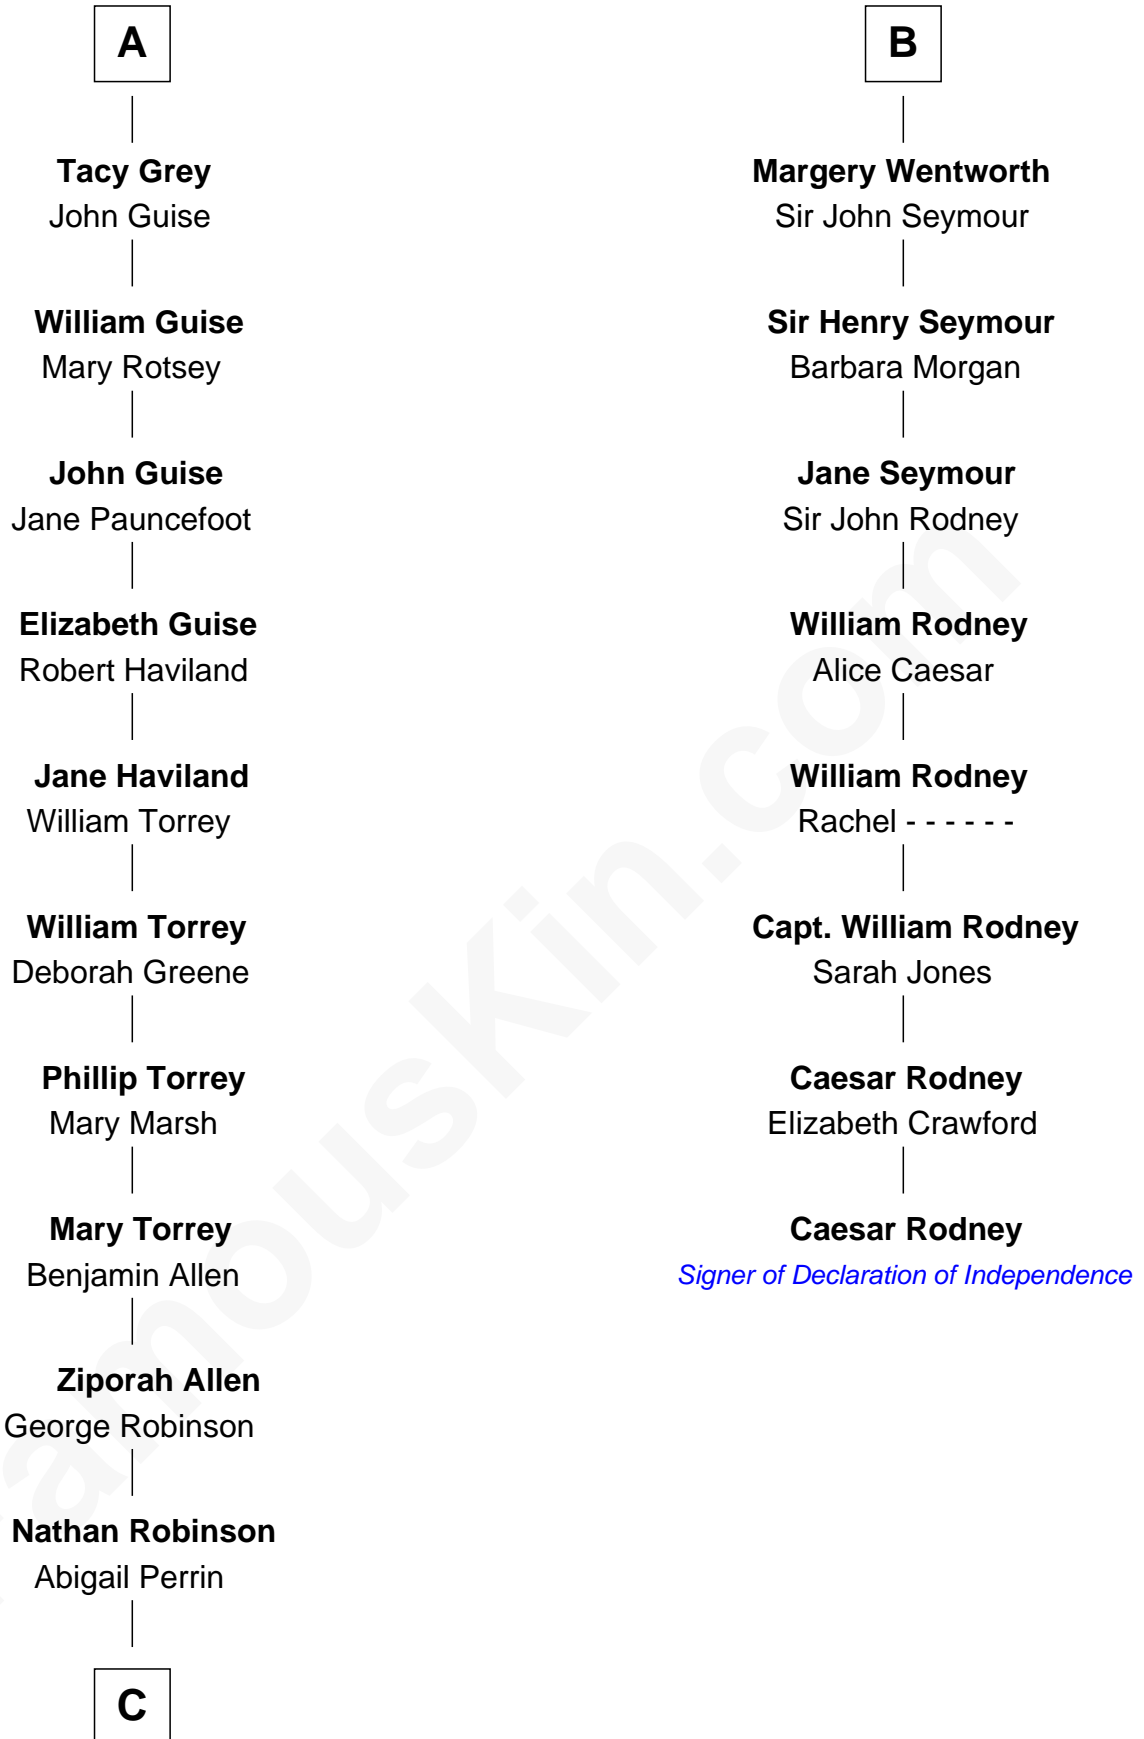 A
Tacy Grey
John Guise
William Guise
Mary Rotsey
John Guise
Jane Pauncefoot
Elizabeth Guise
Robert Haviland
Jane Haviland
William Torrey
William Torrey
Deborah Greene
Phillip Torrey
Mary Marsh
Mary Torrey
Benjamin Allen
Ziporah Allen
George Robinson
Nathan Robinson
Abigail Perrin
C
B
Margery Wentworth
Sir John Seymour
Sir Henry Seymour
Barbara Morgan
Jane Seymour
Sir John Rodney
William Rodney
Alice Caesar
William Rodney
Rachel - - - - - -
Capt. William Rodney
Sarah Jones
Caesar Rodney
Elizabeth Crawford
Caesar Rodney
Signer of Declaration of Independence
FamousKin.com